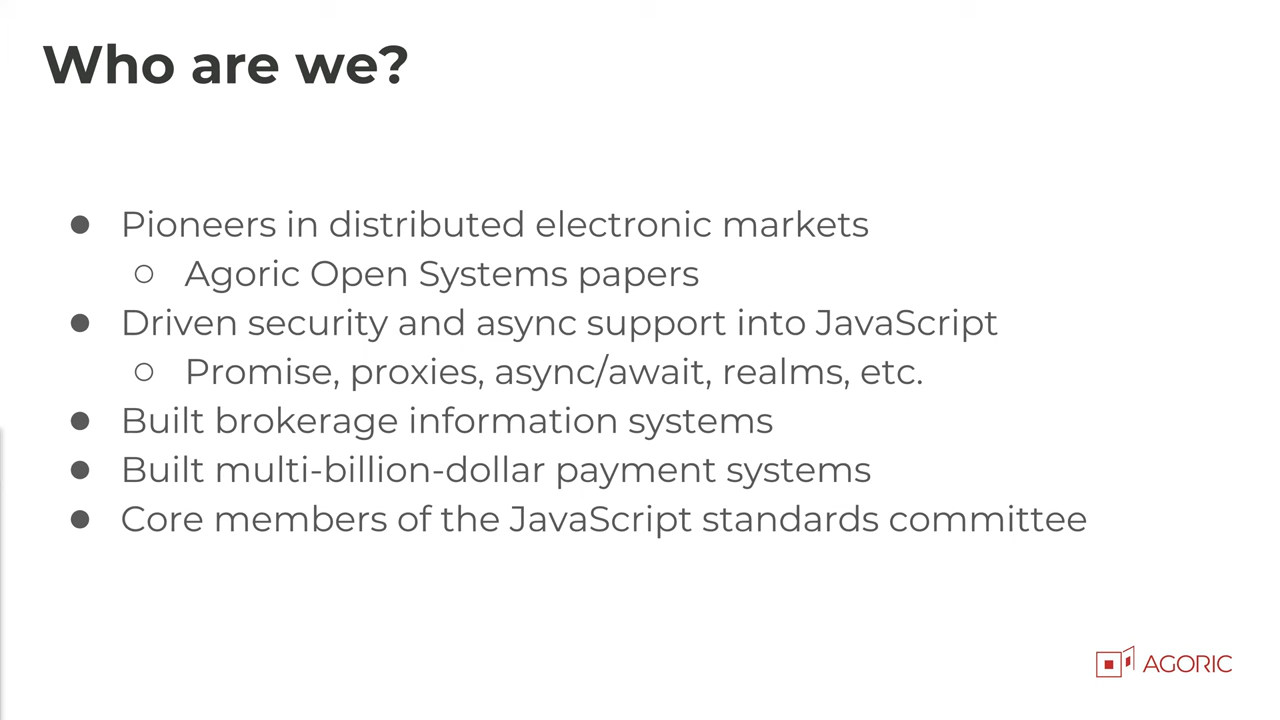 Who are we?
● Pioneers in distributed electronic markets
○ Agoric Open Systems papers
● Driven security and async support into JavaScript
○ Promise, proxies, async/await, realms, etc.
● Built brokerage information systems
● Built multi-billion-dollar payment systems
● Core members of the JavaScript standards committee
AGORIC